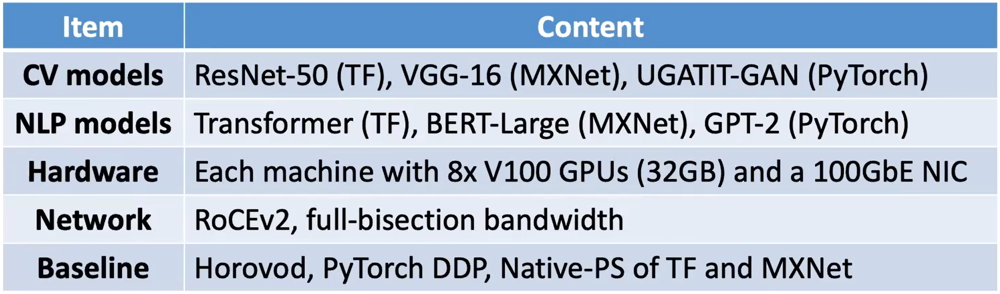 Item Content
CV models ResNet-50 (TF), VGG-16 (MXNet), UGATIT-GAN (PyTorch)
NLP models Transformer (TF), BERT-Large (MXNet), GPT-2 (PyTorch)
Hardware Each machine with 8x V100 GPUs (32GB) and a 100GbE NIC
Network RoCEv2, full-bisection bandwidth
Baseline Horovod, PyTorch DDP, Native-PS of TF and MXNet